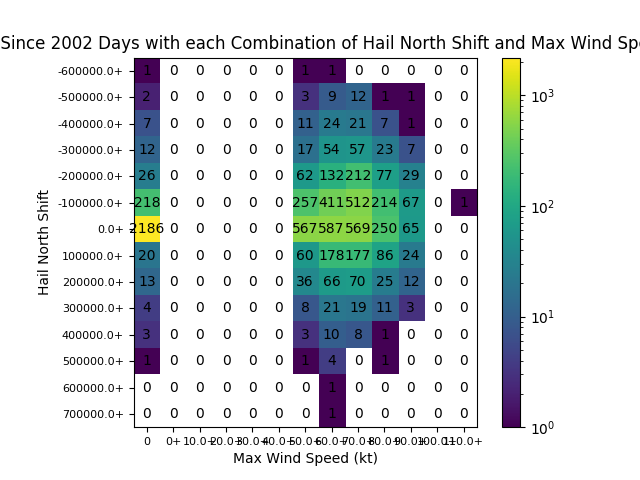 Since 2002 Days with each Combination of Hail North Shift and Max Wind Sp
-600000.0+ 1 0 0 0 0 0 1 1 0 0 0 0 0
-500000.0+ 2 0 0 0 0 0 3 9 12 1 1 0 0
-400000.0+ 7 0 0 0 0 0 11 24 21 7 1 0 0
-300000.0+ 12 0 0 0 0 0 17 54 57 23 7 0 0
-200000.0+ 26 0 0 0 0 0 62 132 212 77 29 0 0
-100000.0+ 218 0 0 0 0 0 257 411 512 214 67 0 1
0.0+ 2186 0 0 0 0 0 567 587 569 250 65 0 0
100000.0+ 20 0 0 0 0 0 60 178 177 86 24 0 0
200000.0+ 13 0 0 0 0 0 36 66 70 25 12 0 0
300000.0+ 4 0 0 0 0 0 8 21 19 11 3 0 0
400000.0+ 3 0 0 0 0 0 3 10 8 1 0 0 0
500000.0+ 1 0 0 0 0 0 1 4 0 1 0 0 0
600000.0+ 0 0 0 0 0 0 0 1 0 0 0 0 0
700000.0+ 0 0 0 0 0 0 0 1 0 0 0 0 0
0 0+ 10.0+ 20.0+ 30.0+ 40.0+ 50.0+ 60.0+ 70.0+ 80.0+ 90.0+ 100.0+ 110.0+
Max Wind Speed (kt)
Hail North Shift
10³
10²
10¹
10⁰